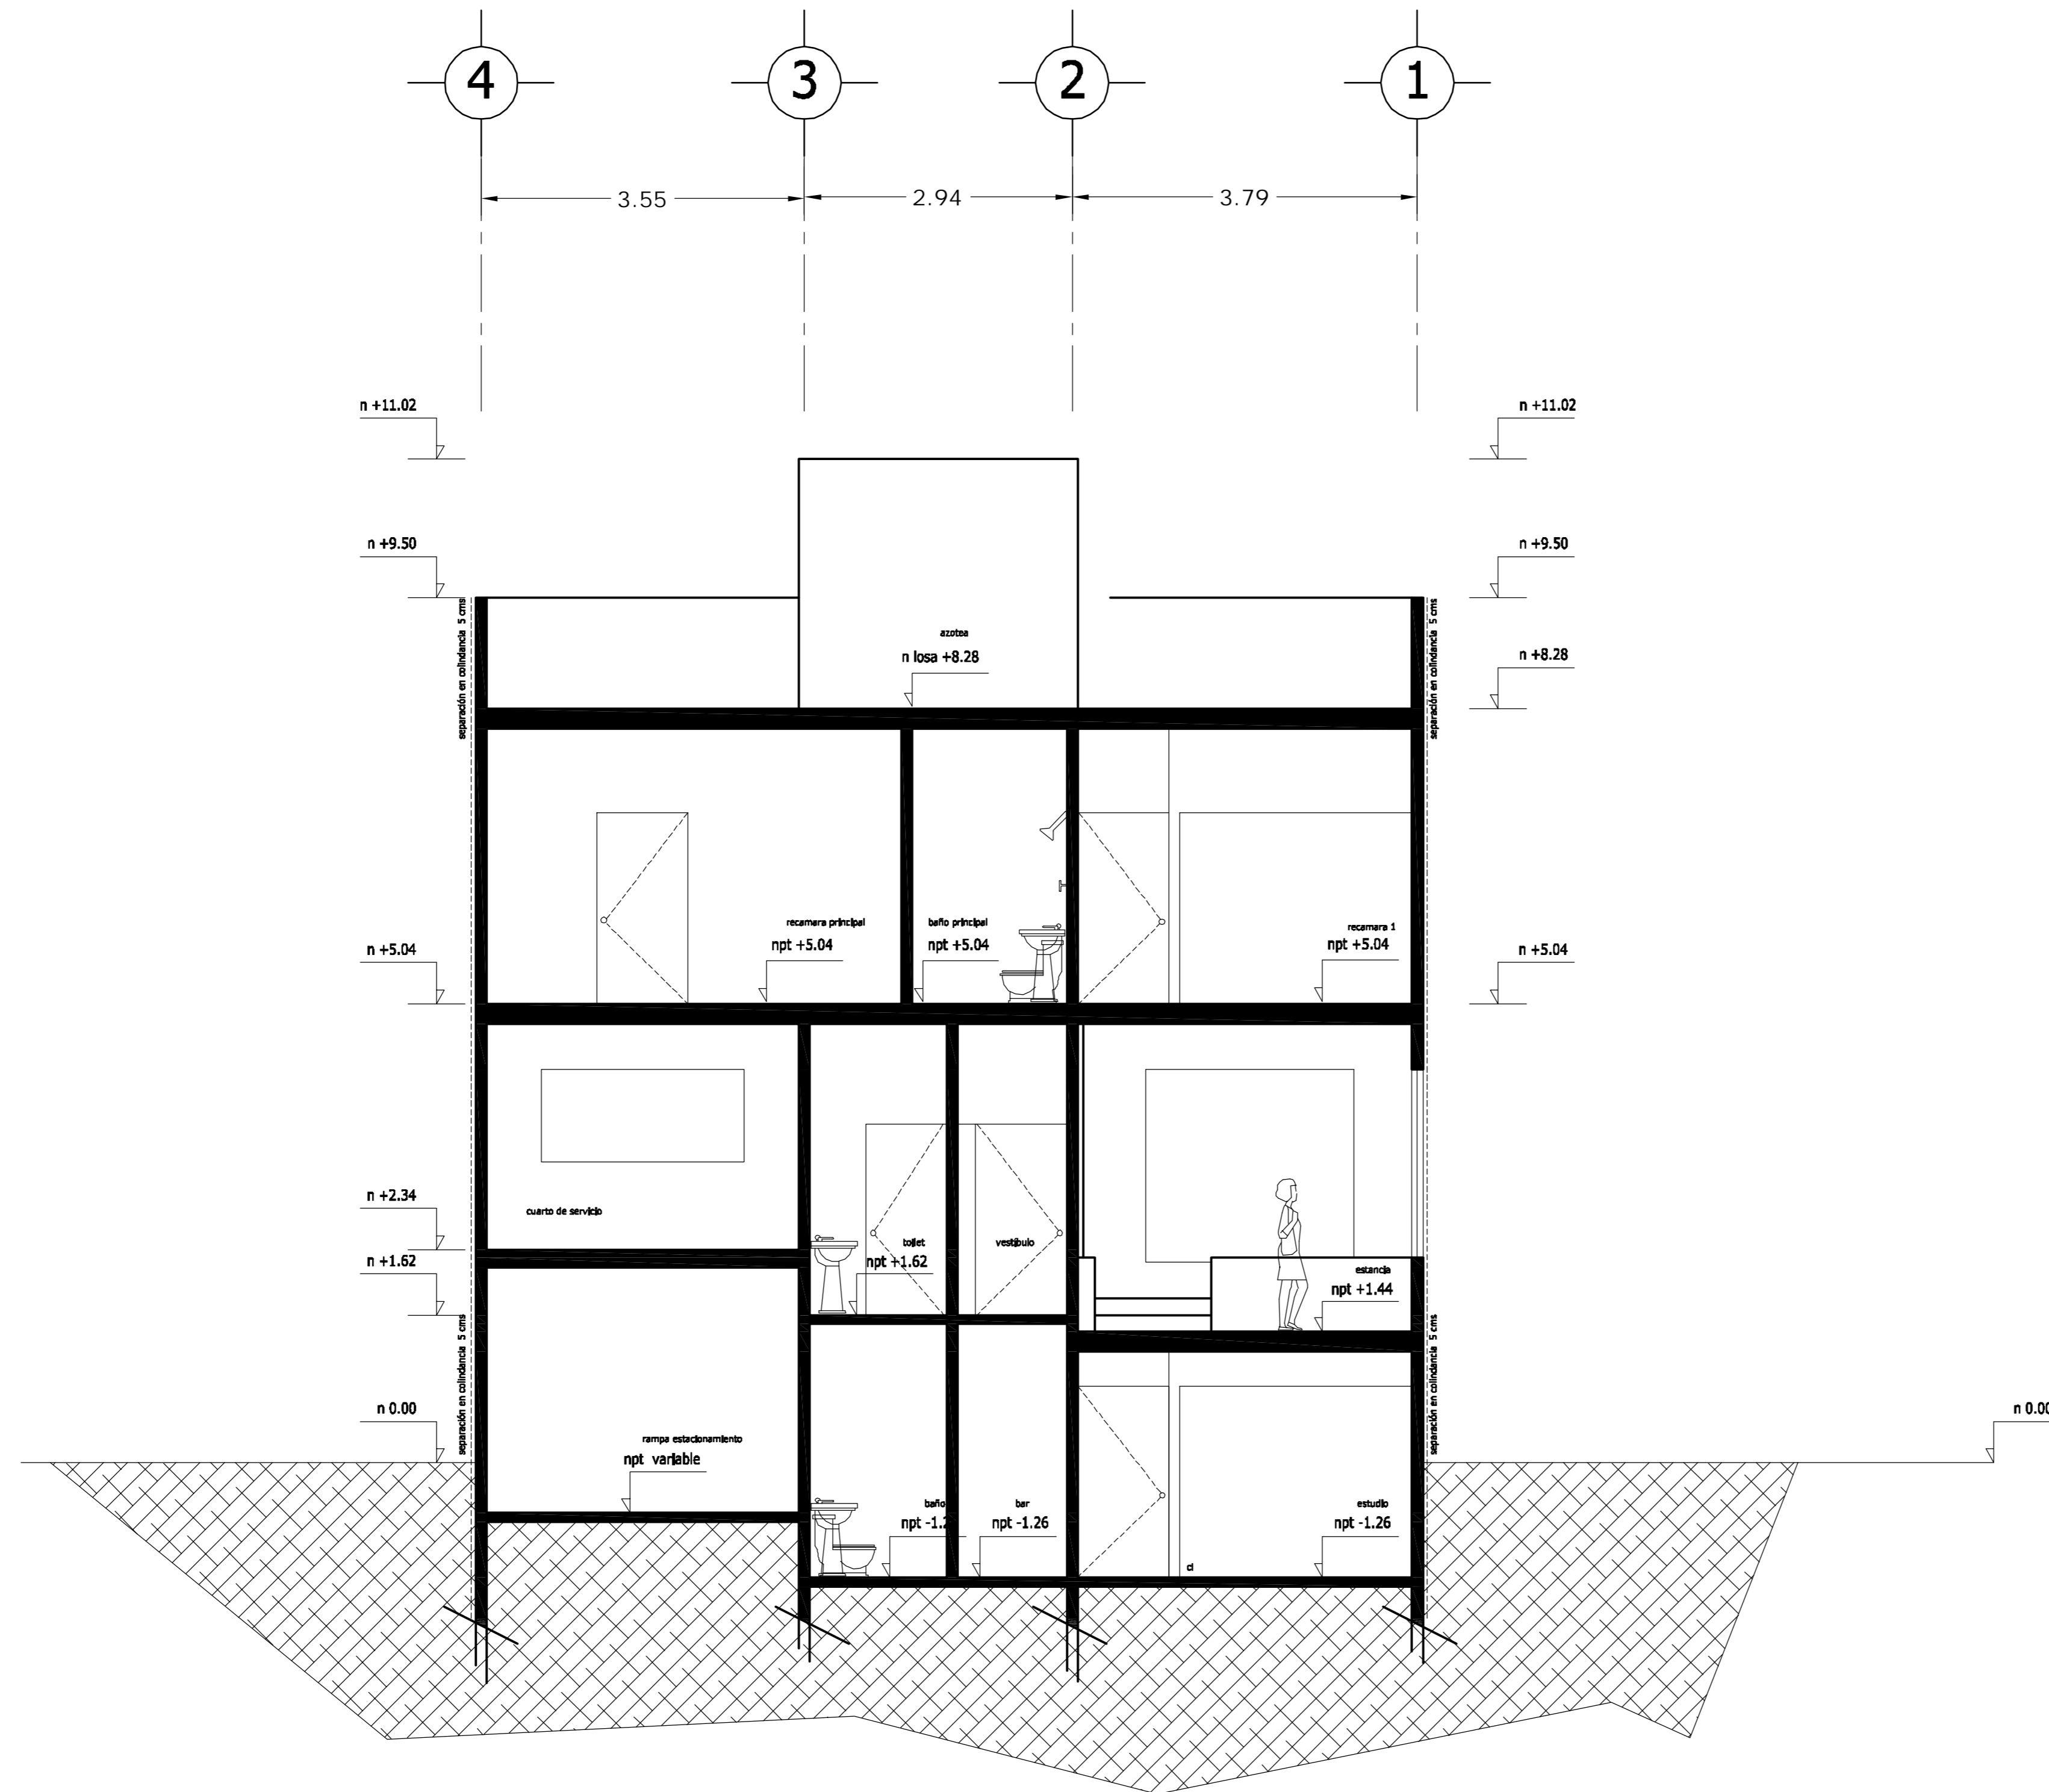 4
3
2
1
3.55
2.94
3.79
n +11.02
n +11.02
n +9.50
n +9.50
separación en colindancia 5 cms
separación en colindancia 5 cms
azotea
n losa +8.28
n +8.28
recamara principal
npt +5.04
baño principal
npt +5.04
recamara 1
npt +5.04
n +5.04
n +5.04
n +2.34
cuarto de servicio
n +1.62
toilet
npt +1.62
vestibulo
estancia
npt +1.44
separación en colindancia 5 cms
separación en colindancia 5 cms
n 0.00
n 0.00
rampa estacionamiento
npt variable
baño
npt -1.2
bar
npt -1.26
estudio
npt -1.26
cl